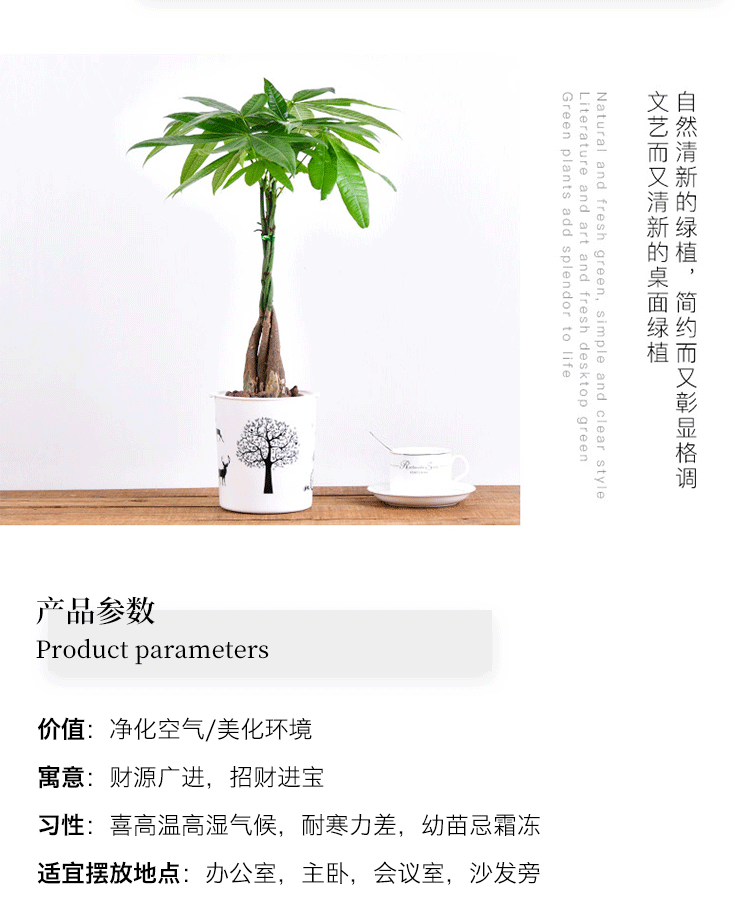 自然清新的绿植，简约而又彰显格调
文艺而又清新的桌面绿植
Natural and fresh green, simple and clear style
Literature and art and fresh desktop green
Green plants add splendor to life
产品参数
Product parameters
价值：净化空气/美化环境
寓意：财源广进，招财进宝
习性：喜高温高湿气候，耐寒力差，幼苗忌霜冻
适宜摆放地点：办公室，主卧，会议室，沙发旁